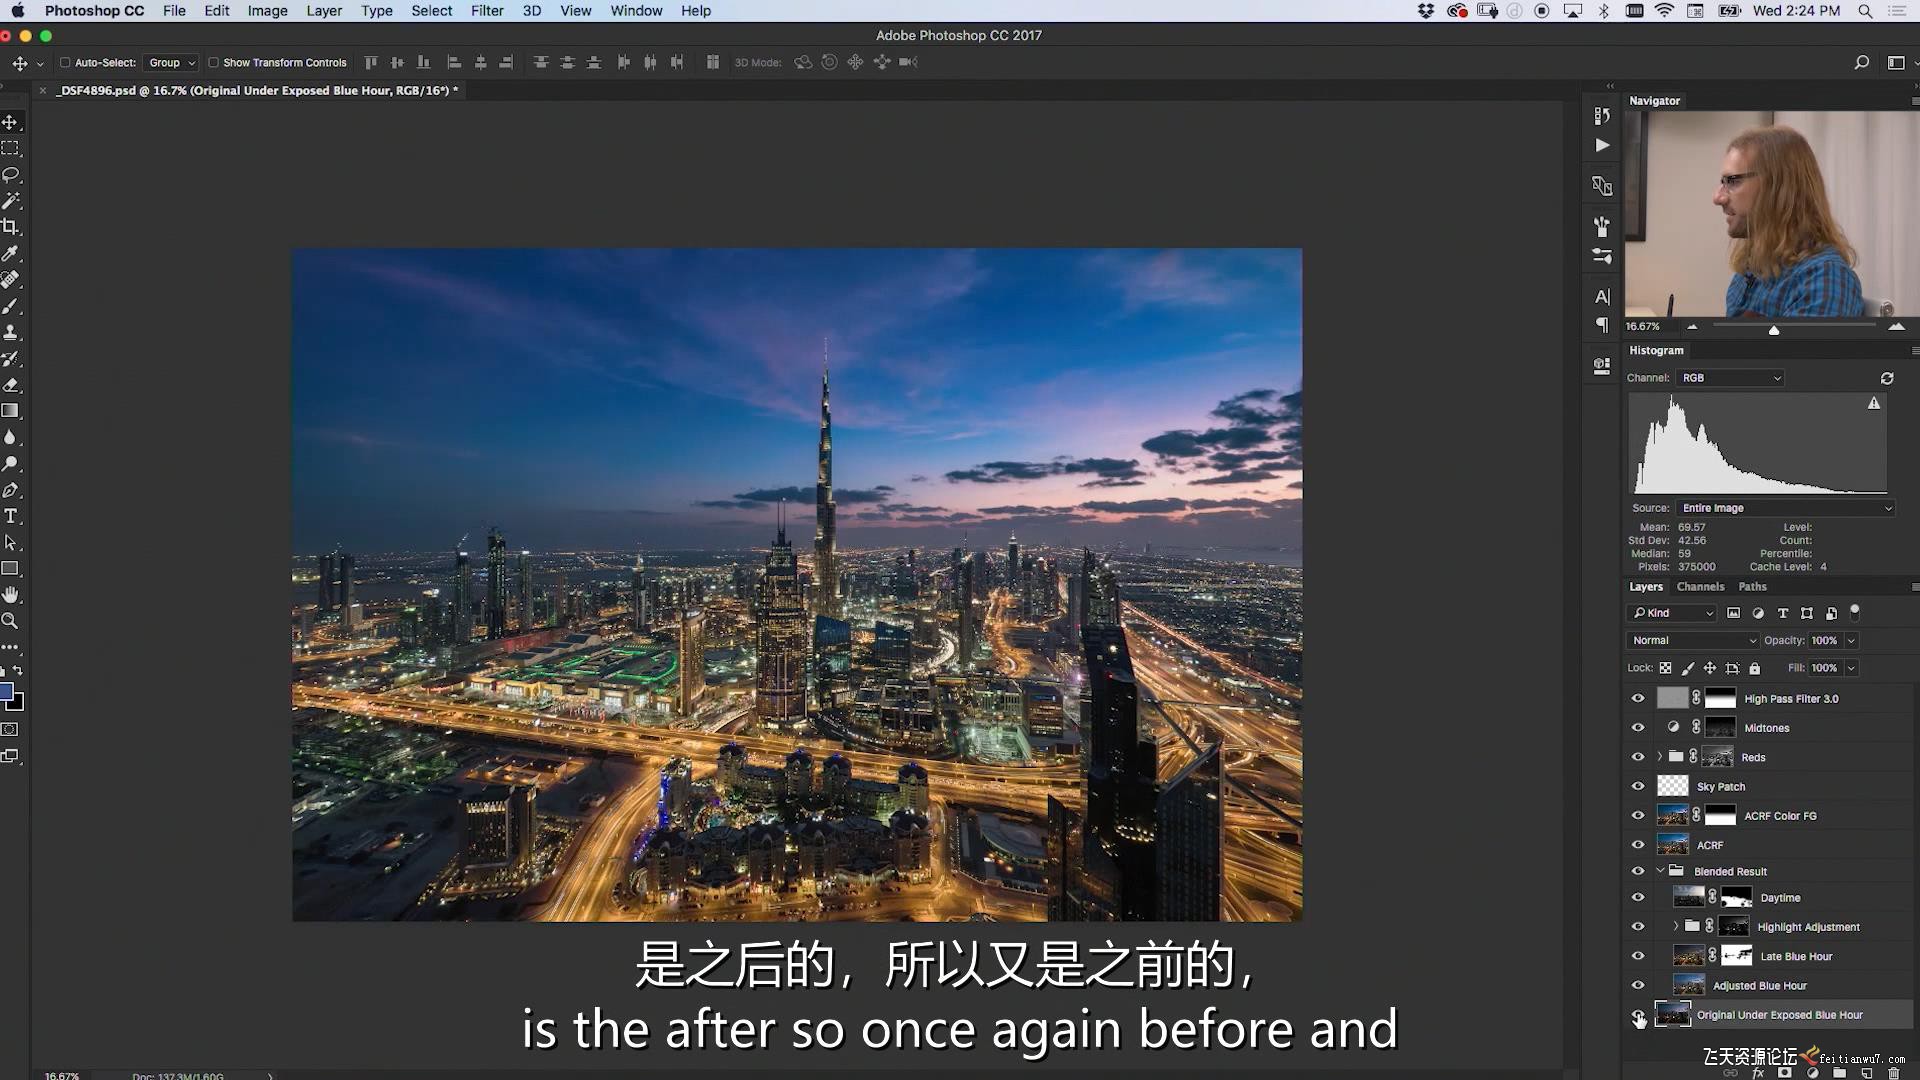 Photoshop CC File Edit Image Layer Type Select Filter 3D View Window Help Wed 2:24 PM
Adobe Photoshop CC 2017
Auto-Select: Group Show Transform Controls 3D Mode:
_DSF4896.psd @ 16.7% (Original Under Exposed Blue Hour, RGB/16*) *
Navigator
16.67%
Histogram
Channel: RGB
Source: Entire Image
Mean: 69.57 Level:
Std Dev: 42.56 Count:
Median: 59 Percentile:
Pixels: 375000 Cache Level: 4
Layers Channels Paths
Kind
Normal Opacity: 100%
Lock: Fill: 100%
High Pass Filter 3.0
Midtones
Reds
Sky Patch
ACRF Color FG
ACRF
Blended Result
Daytime
Highlight Adjustment
Late Blue Hour
Adjusted Blue Hour
Original Under Exposed Blue Hour
是之后的，所以又是之前的，
is the after so once again before and
飞天资源论坛 feitianwu7.com
16.67% Doc: 137.3M/1.60G